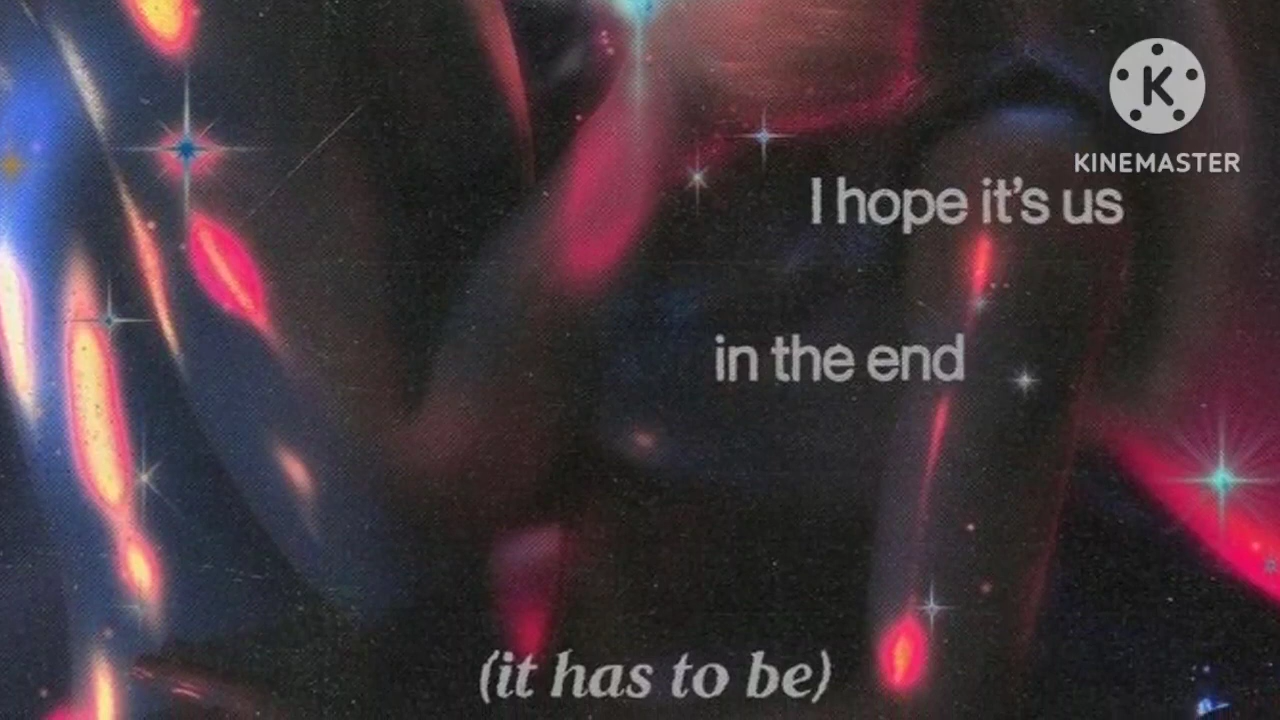 K
KINEMASTER
I hope it's us
in the end
(it has to be)